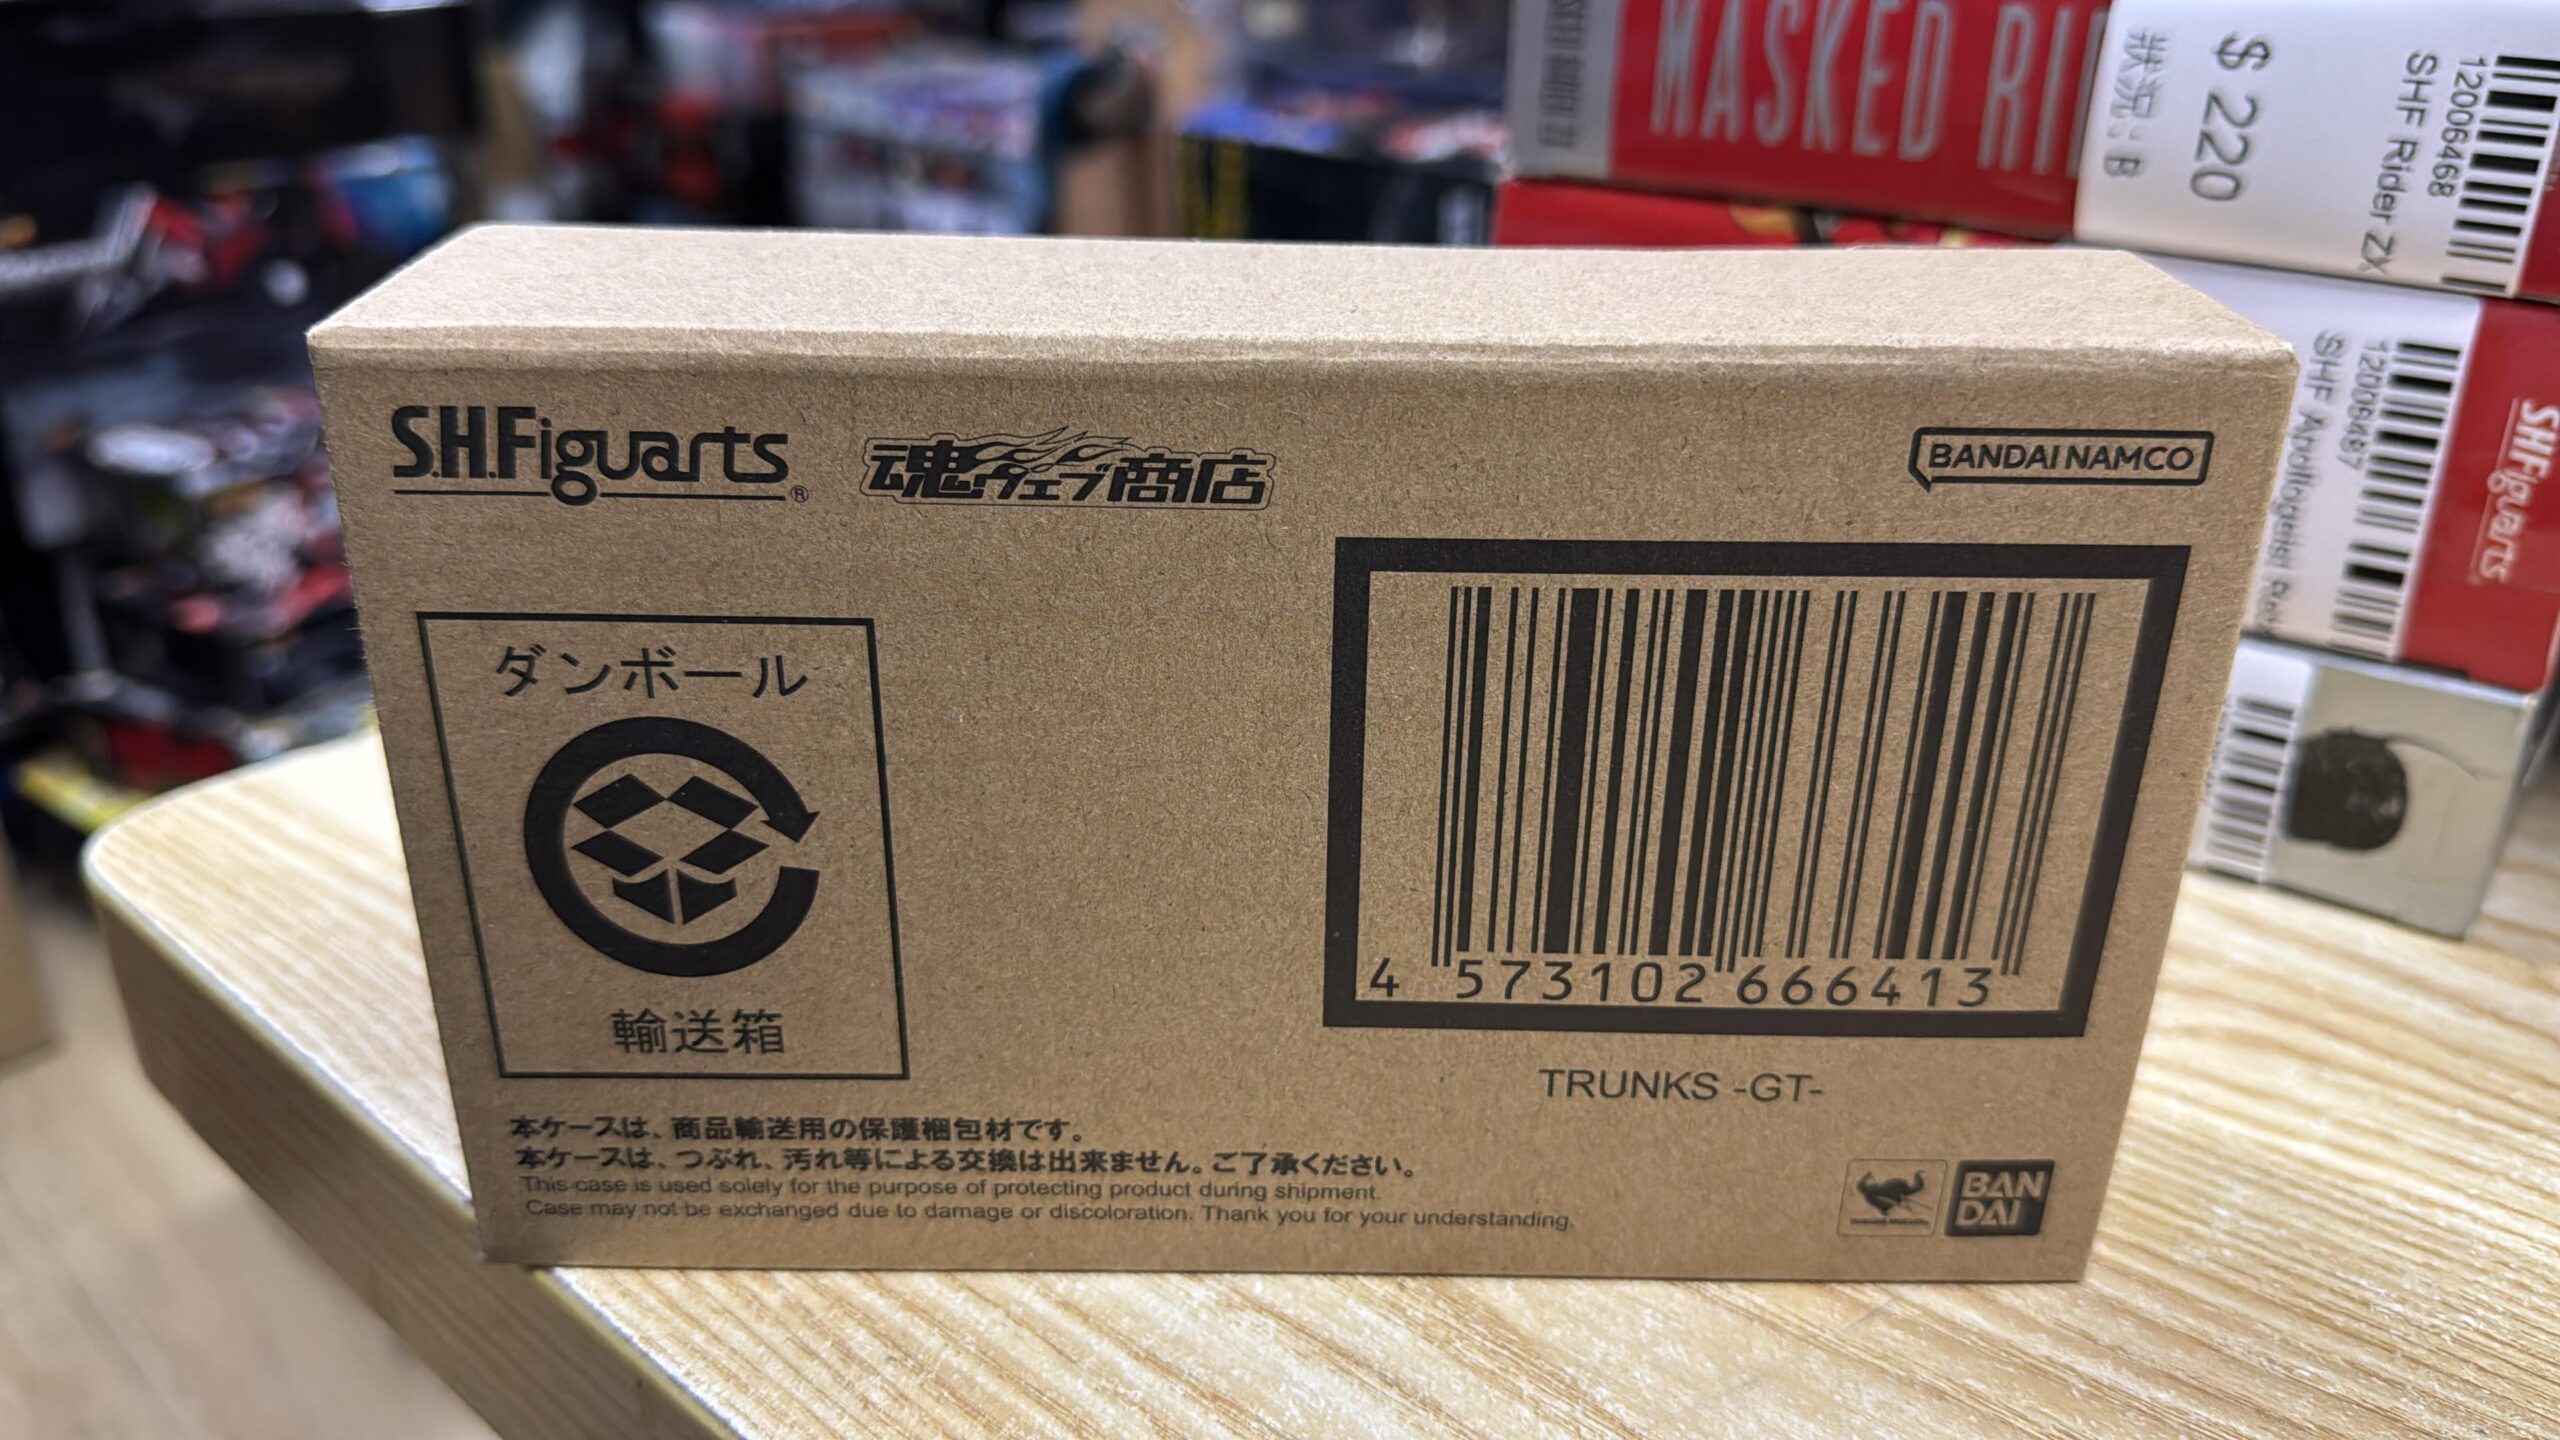 S.H.Figuarts®
魂ウェブ商店
BANDAI NAMCO
ダンボール
輸送箱
4 573102 666413
TRUNKS -GT-
本ケースは、商品輸送用の保護梱包材です。
本ケースは、つぶれ、汚れ等による交換は出来ません。ご了承ください。
This case is used solely for the purpose of protecting product during shipment.
Case may not be exchanged due to damage or discoloration. Thank you for your understanding.
BAN
DAI
MASKED RI
12006468
SHF Rider ZX
$ 220
#狀況 : B
12006467
SHF Apollogeist
S.H.Figuarts